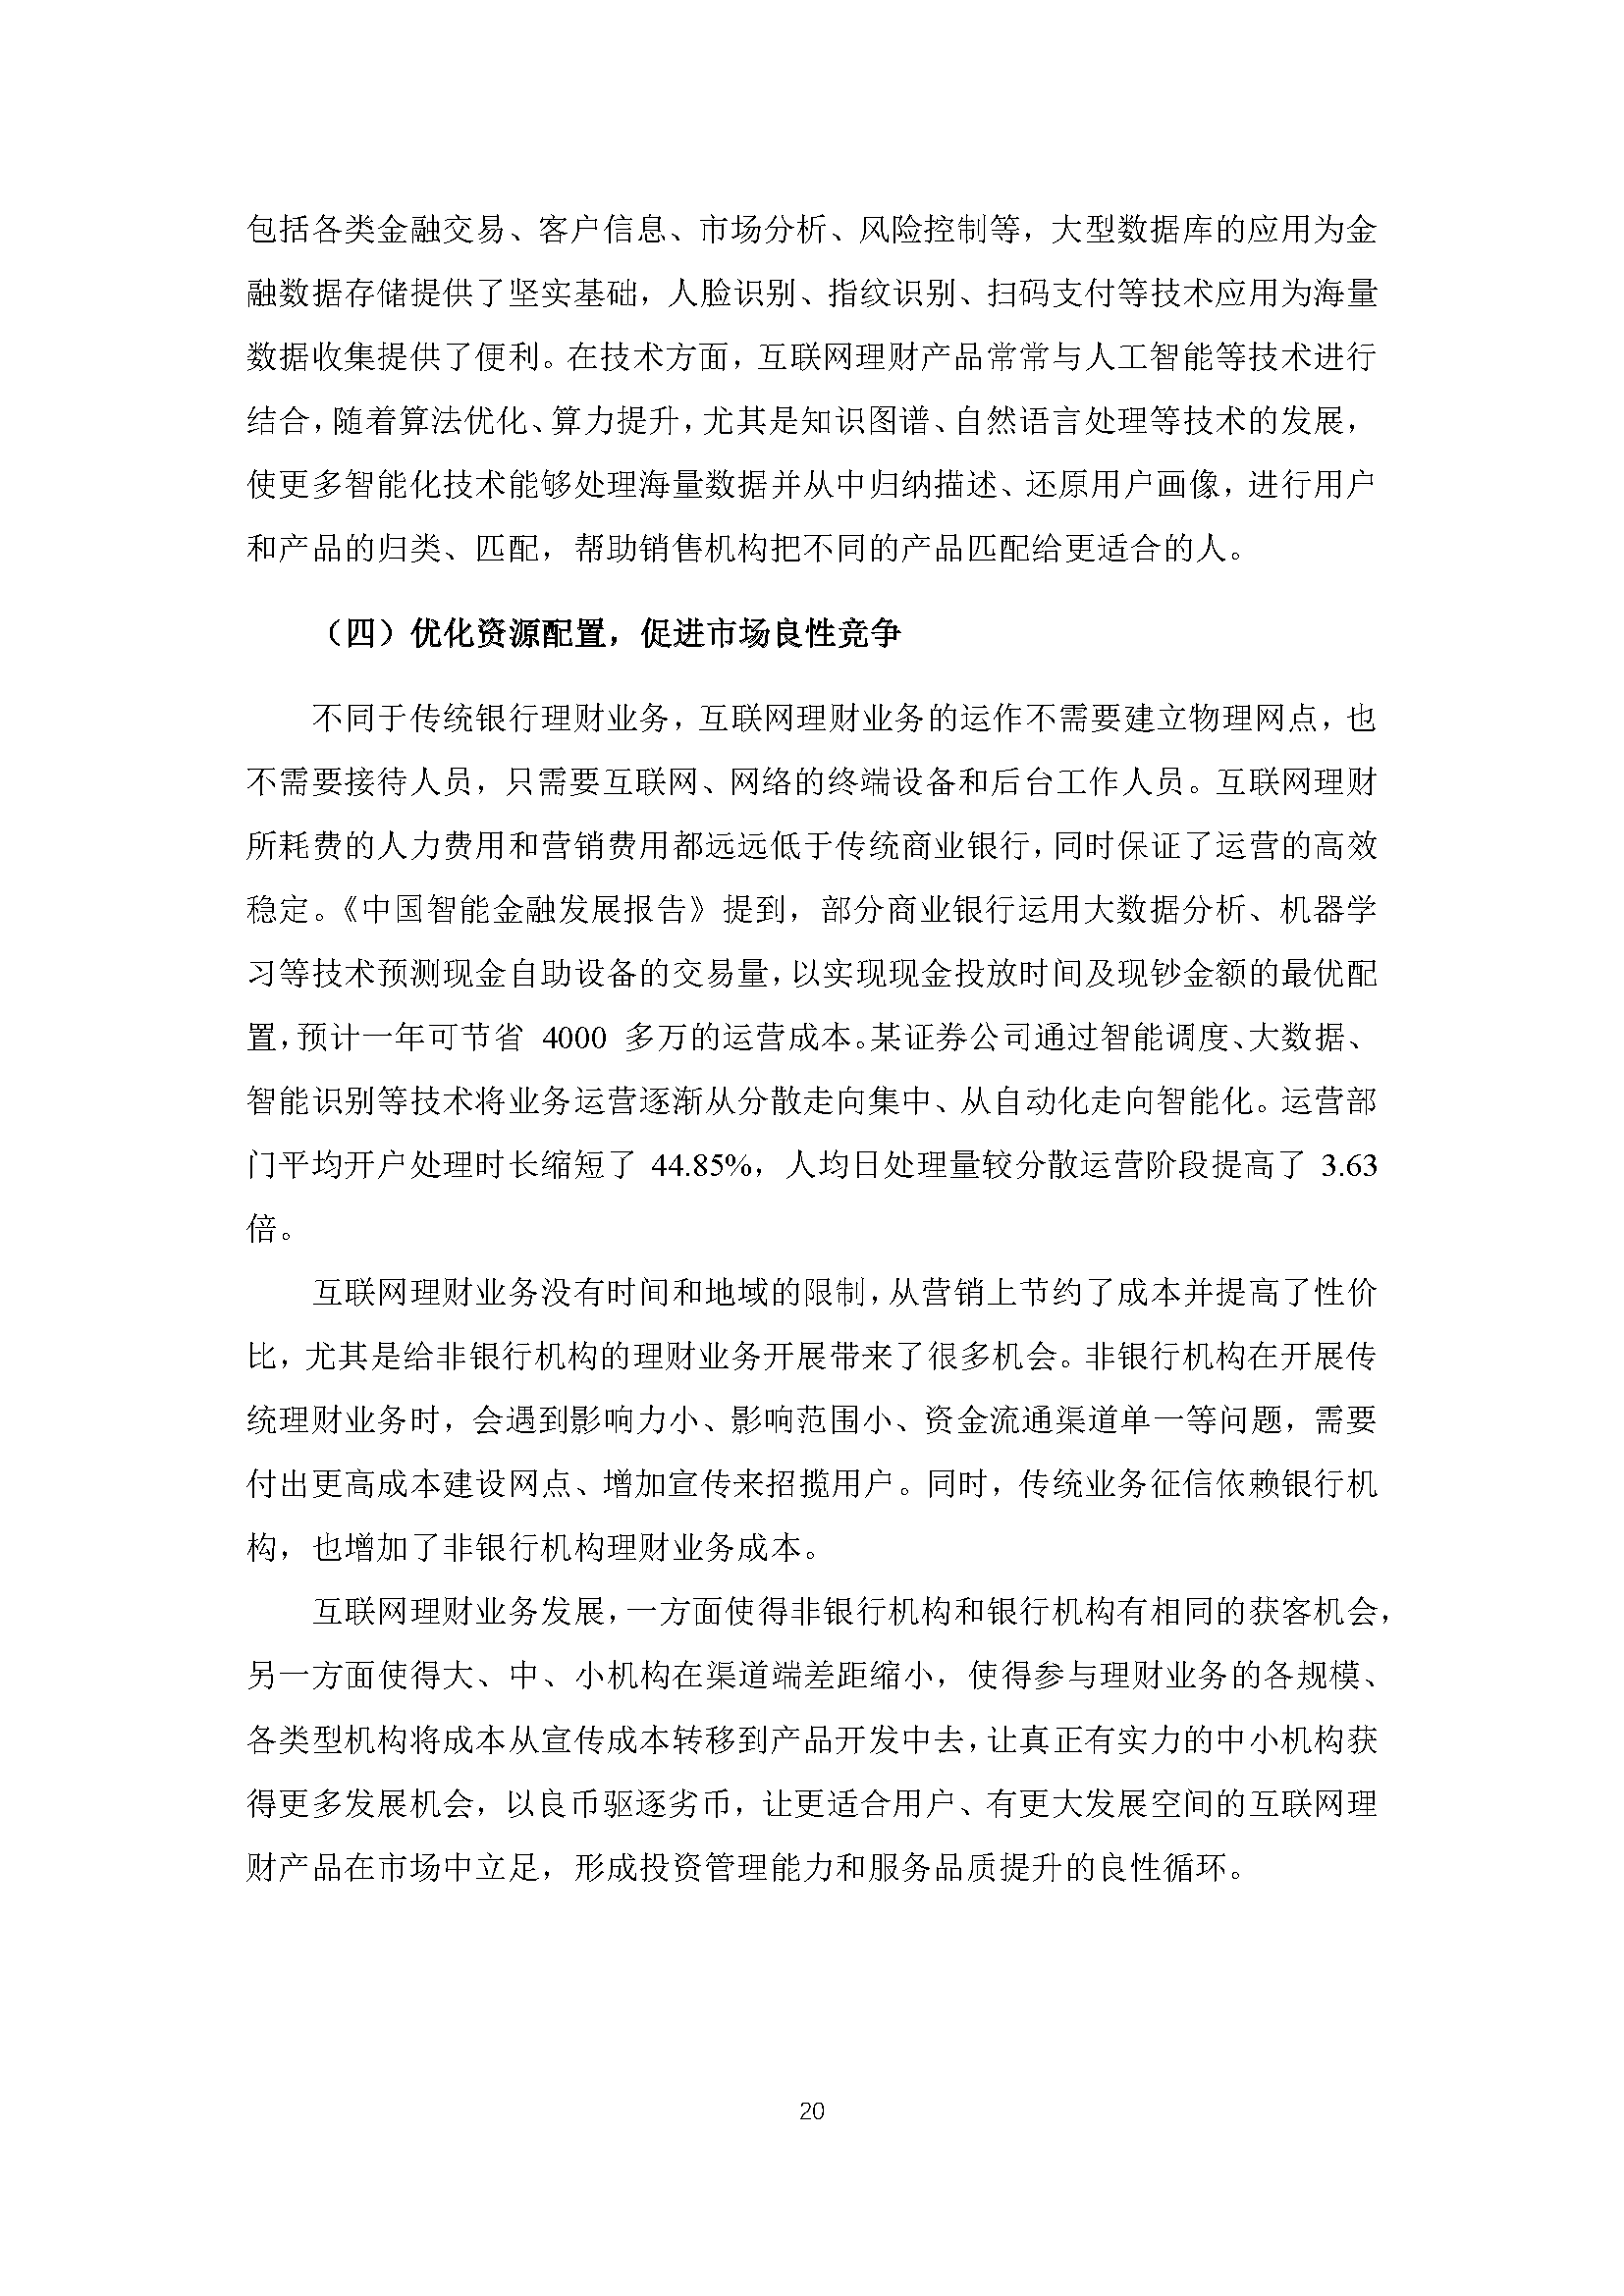 包括各类金融交易、客户信息、市场分析、风险控制等，大型数据库的应用为金
融数据存储提供了坚实基础，人脸识别、指纹识别、扫码支付等技术应用为海量
数据收集提供了便利。在技术方面，互联网理财产品常常与人工智能等技术进行
结合，随着算法优化、算力提升，尤其是知识图谱、自然语言处理等技术的发展，
使更多智能化技术能够处理海量数据并从中归纳描述、还原用户画像，进行用户
和产品的归类、匹配，帮助销售机构把不同的产品匹配给更适合的人。
（四）优化资源配置，促进市场良性竞争
不同于传统银行理财业务，互联网理财业务的运作不需要建立物理网点，也
不需要接待人员，只需要互联网、网络的终端设备和后台工作人员。互联网理财
所耗费的人力费用和营销费用都远远低于传统商业银行，同时保证了运营的高效
稳定。《中国智能金融发展报告》提到，部分商业银行运用大数据分析、机器学
习等技术预测现金自助设备的交易量，以实现现金投放时间及现钞金额的最优配
置，预计一年可节省 4000 多万的运营成本。某证券公司通过智能调度、大数据、
智能识别等技术将业务运营逐渐从分散走向集中、从自动化走向智能化。运营部
门平均开户处理时长缩短了 44.85%，人均日处理量较分散运营阶段提高了 3.63
倍。
互联网理财业务没有时间和地域的限制，从营销上节约了成本并提高了性价
比，尤其是给非银行机构的理财业务开展带来了很多机会。非银行机构在开展传
统理财业务时，会遇到影响力小、影响范围小、资金流通渠道单一等问题，需要
付出更高成本建设网点、增加宣传来招揽用户。同时，传统业务征信依赖银行机
构，也增加了非银行机构理财业务成本。
互联网理财业务发展，一方面使得非银行机构和银行机构有相同的获客机会，
另一方面使得大、中、小机构在渠道端差距缩小，使得参与理财业务的各规模、
各类型机构将成本从宣传成本转移到产品开发中去，让真正有实力的中小机构获
得更多发展机会，以良币驱逐劣币，让更适合用户、有更大发展空间的互联网理
财产品在市场中立足，形成投资管理能力和服务品质提升的良性循环。
20